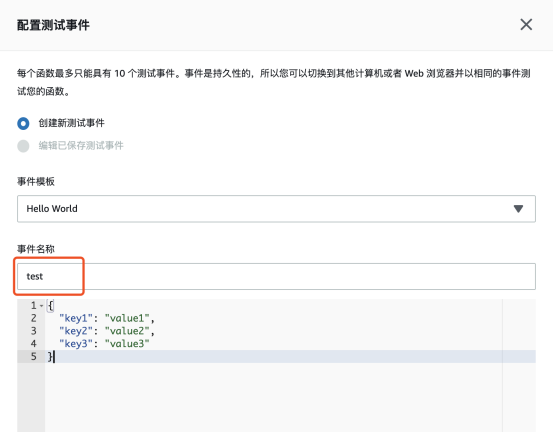 配置测试事件
每个函数最多只能具有 10 个测试事件。事件是持久性的，所以您可以切换到其他计算机或者 Web 浏览器并以相同的事件测
试您的函数。
创建新测试事件
编辑已保存测试事件
事件模板
Hello World
事件名称
test
1 {
2 "key1": "value1",
3 "key2": "value2",
4 "key3": "value3"
5 }